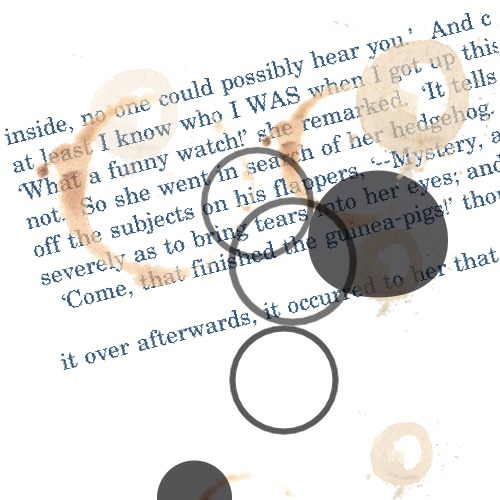 inside, no one could possibly hear you.' And c
at least I know who I WAS when I got up this
'What a funny watch!' she remarked. 'It tells
not. So she went in search of her hedgehog.
off the subjects on his flappers, '--Mystery, a
severely as to bring tears into her eyes; and
'Come, that finished the guinea-pigs!' thou
it over afterwards, it occurred to her that